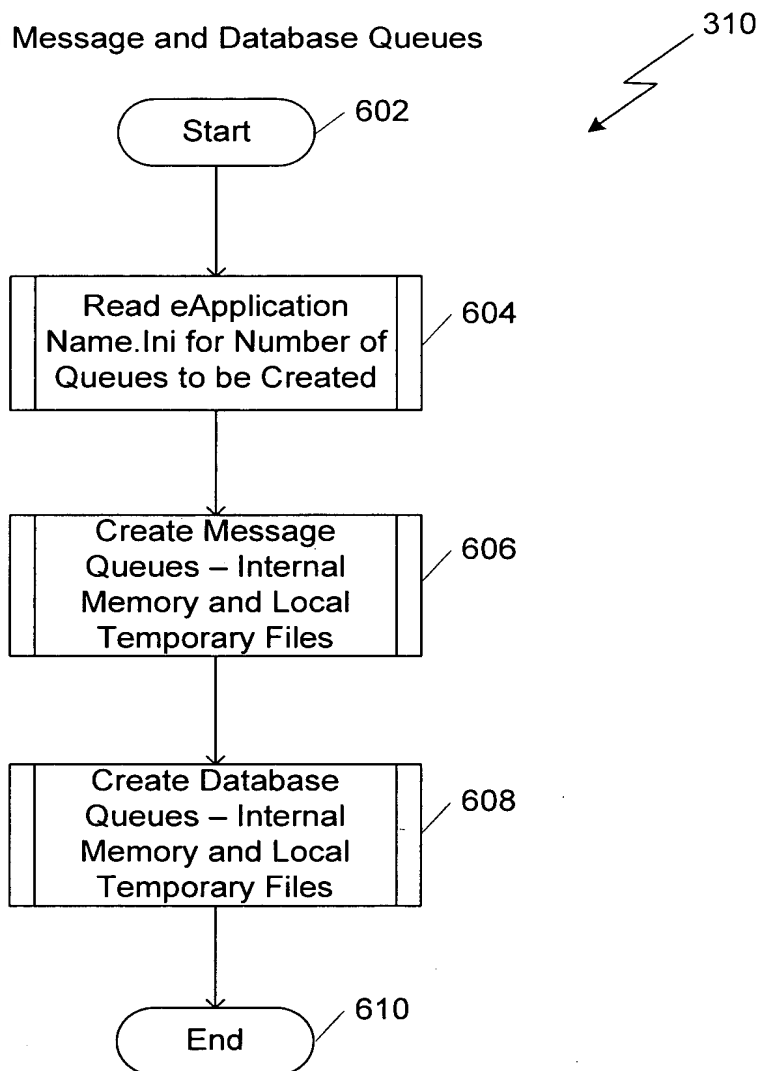 Message and Database Queues
310
Start
602
Read eApplication
Name.Ini for Number of
Queues to be Created
604
Create Message
Queues – Internal
Memory and Local
Temporary Files
606
Create Database
Queues – Internal
Memory and Local
Temporary Files
608
End
610